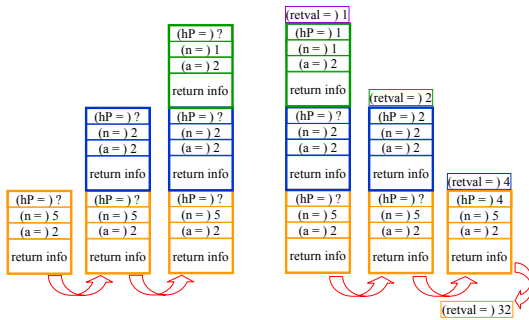 (hP = ) ?
(n = ) 5
(a = ) 2
return info
(hP = ) ?
(n = ) 2
(a = ) 2
return info
(hP = ) ?
(n = ) 5
(a = ) 2
return info
(hP = ) ?
(n = ) 1
(a = ) 2
return info
(hP = ) ?
(n = ) 2
(a = ) 2
return info
(hP = ) ?
(n = ) 5
(a = ) 2
return info
(retval = ) 1
(hP = ) 1
(n = ) 1
(a = ) 2
return info
(hP = ) ?
(n = ) 2
(a = ) 2
return info
(hP = ) ?
(n = ) 5
(a = ) 2
return info
(retval = ) 2
(hP = ) 2
(n = ) 2
(a = ) 2
return info
(hP = ) ?
(n = ) 5
(a = ) 2
return info
(retval = ) 4
(hP = ) 4
(n = ) 5
(a = ) 2
return info
(retval = ) 32